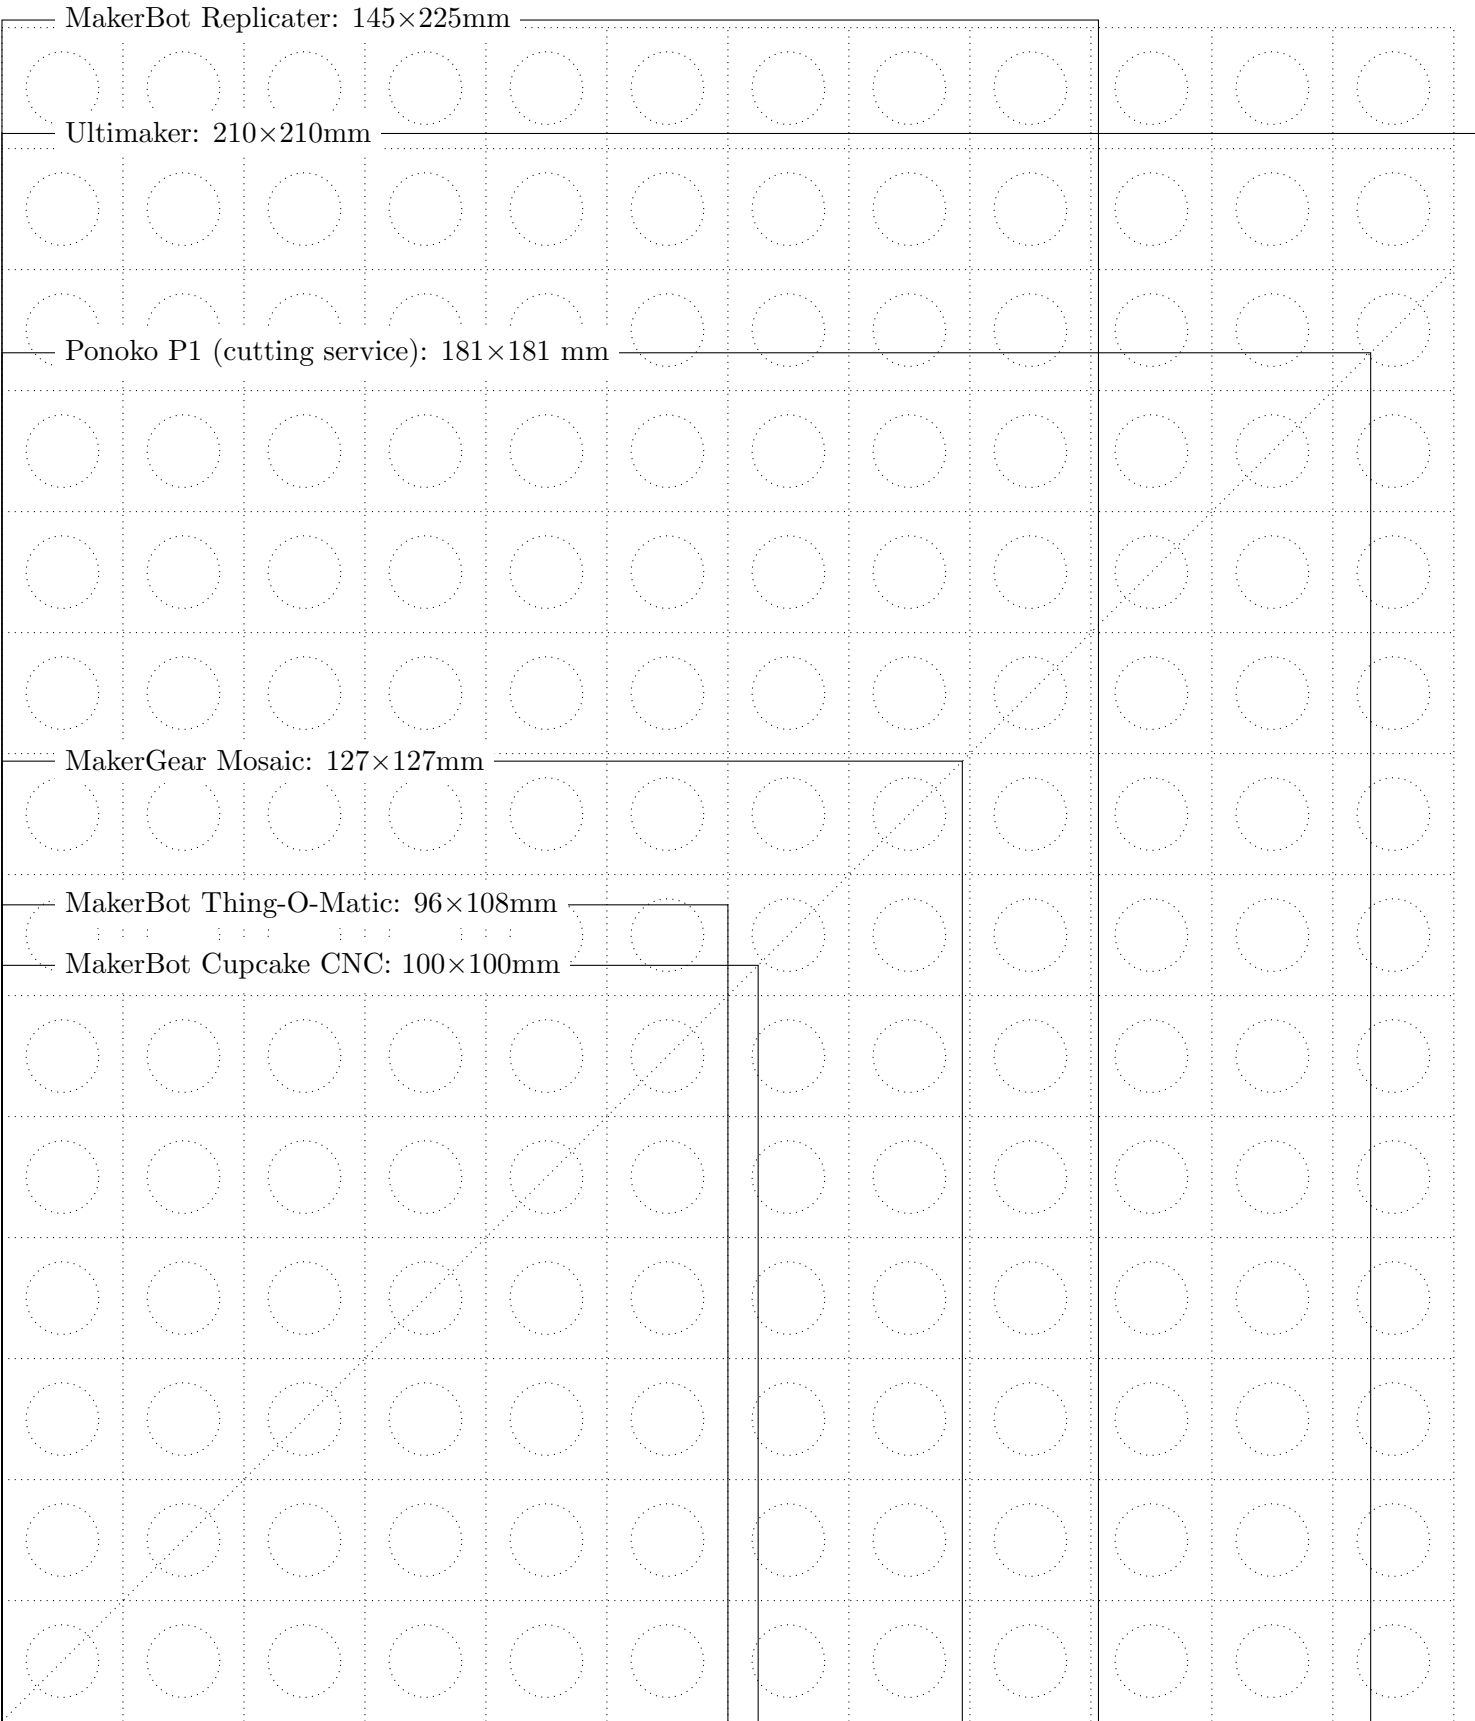 MakerBot Replicater: 145×225mm
Ultimaker: 210×210mm
Ponoko P1 (cutting service): 181×181 mm
MakerGear Mosaic: 127×127mm
MakerBot Thing-O-Matic: 96×108mm
MakerBot Cupcake CNC: 100×100mm